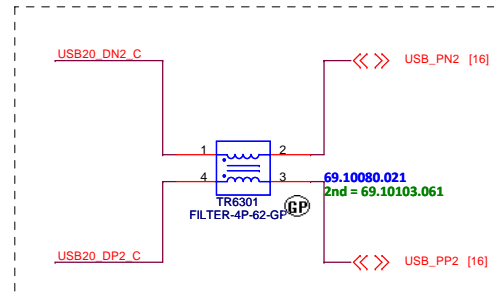 USB20_DN2_C
USB_PN2 [16]
1
2
4
3
69.10080.021
2nd = 69.10103.061
TR6301
FILTER-4P-62-GP
GP
USB20_DP2_C
USB_PP2 [16]